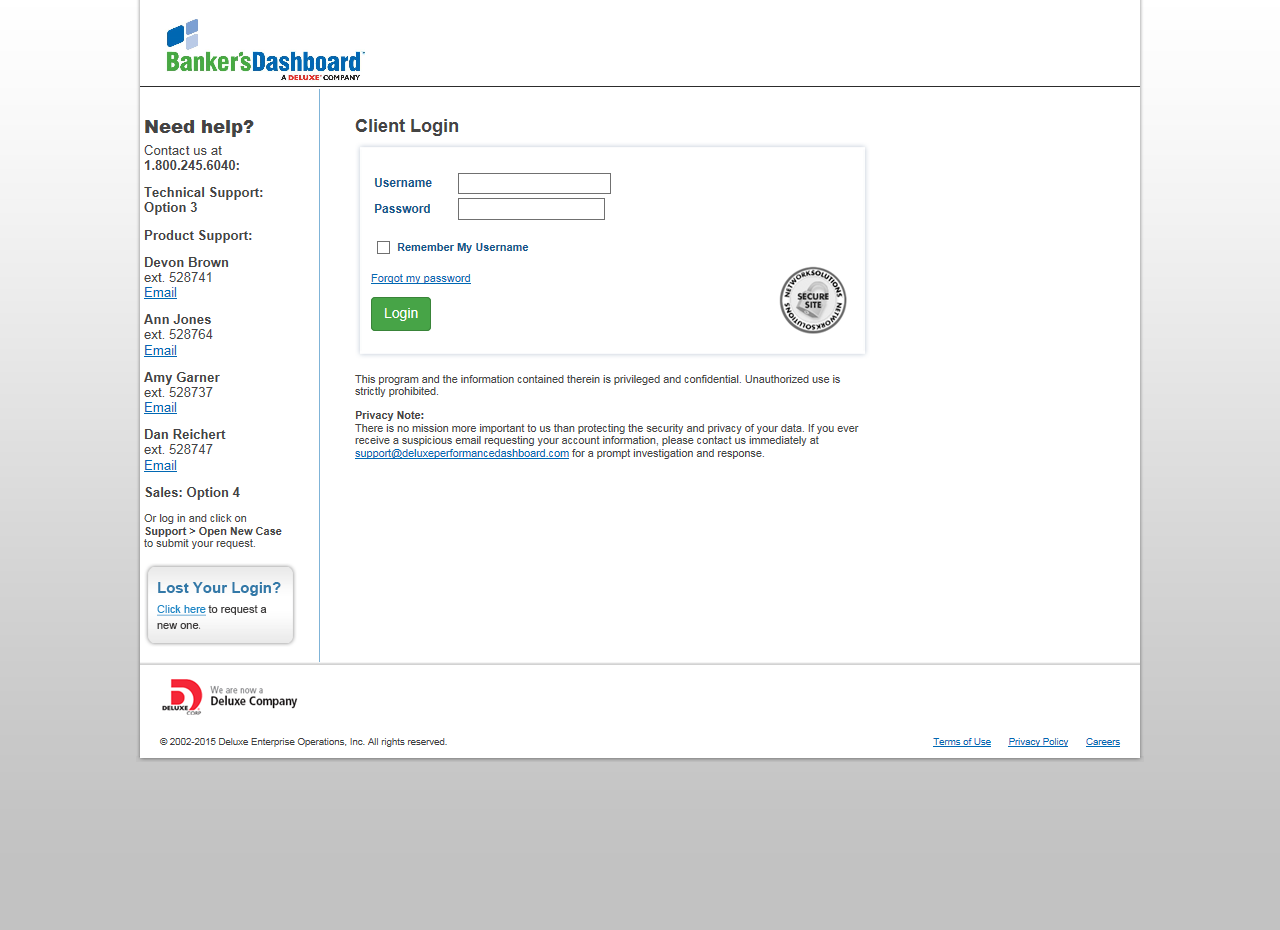 Banker'sDashboard
A DELUXE COMPANY
Need help?
Contact us at
1.800.245.6040:
Technical Support:
Option 3
Product Support:
Devon Brown
ext. 528741
Email
Ann Jones
ext. 528764
Email
Amy Garner
ext. 528737
Email
Dan Reichert
ext. 528747
Email
Sales: Option 4
Or log in and click on
Support > Open New Case
to submit your request.
Lost Your Login?
Click here to request a
new one.
Client Login
Username
Password
Remember My Username
Forgot my password
Login
NETWORKSOLUTIONS
SECURE
SITE
NETWORKSOLUTIONS
This program and the information contained therein is privileged and confidential. Unauthorized use is
strictly prohibited.
Privacy Note:
There is no mission more important to us than protecting the security and privacy of your data. If you ever
receive a suspicious email requesting your account information, please contact us immediately at
support@deluxeperformancedashboard.com for a prompt investigation and response.
DELUXE
CORP
We are now a
Deluxe Company
© 2002-2015 Deluxe Enterprise Operations, Inc. All rights reserved.
Terms of Use Privacy Policy Careers